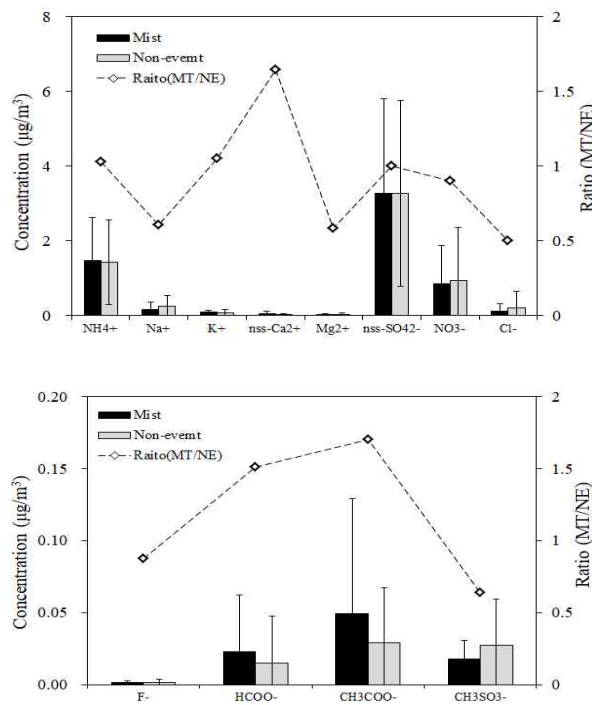 8
6
4
2
0
Concentration (μg/m³)
Mist
Non-evemt
Raito(MT/NE)
2
1.5
1
0.5
0
Ratio (MT/NE)
NH4+ Na+ K+ nss-Ca2+ Mg2+ nss-SO42- NO3- Cl-
0.20
0.15
0.10
0.05
0.00
Concentration (μg/m³)
Mist
Non-evemt
Raito(MT/NE)
2
1.5
1
0.5
0
Ratio (MT/NE)
F- HCOO- CH3COO- CH3SO3-